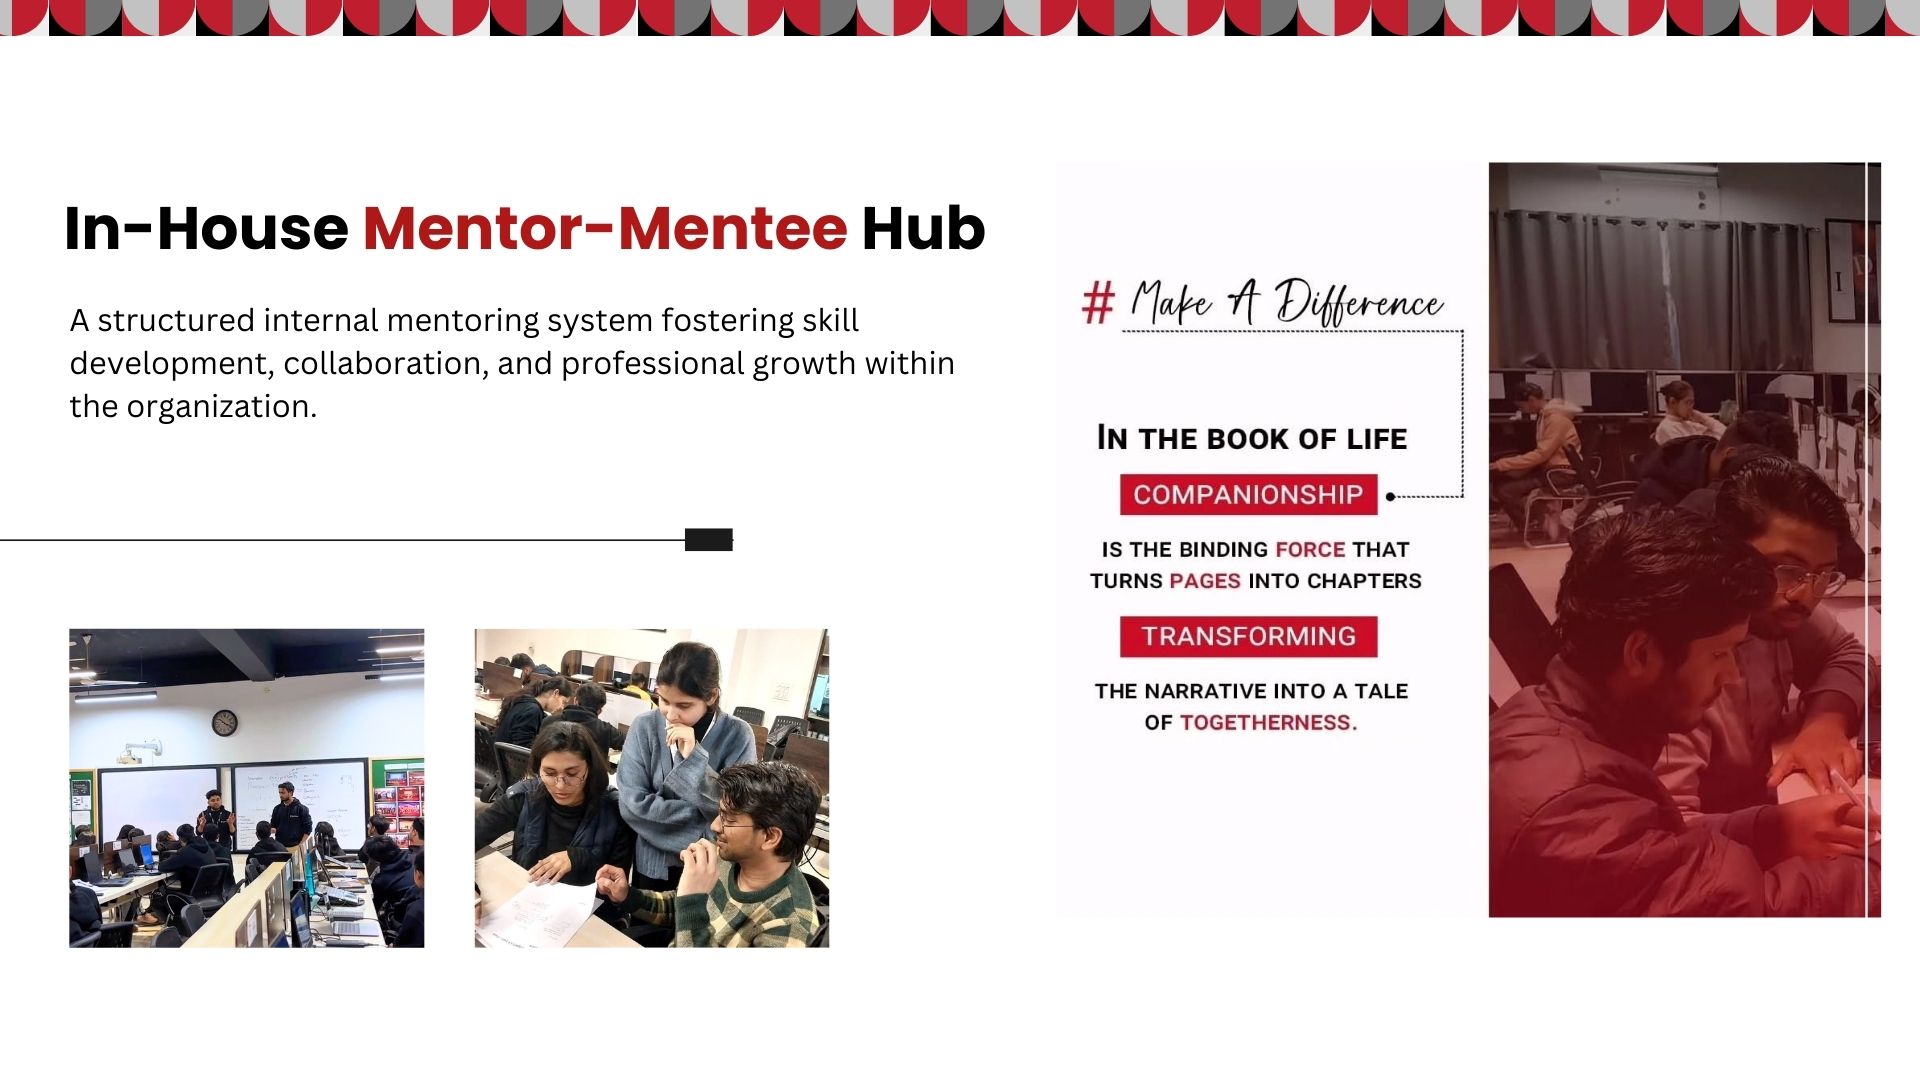 In-House Mentor-Mentee Hub
A structured internal mentoring system fostering skill
development, collaboration, and professional growth within
the organization.
# Make A Difference
IN THE BOOK OF LIFE
COMPANIONSHIP
IS THE BINDING FORCE THAT
TURNS PAGES INTO CHAPTERS
TRANSFORMING
THE NARRATIVE INTO A TALE
OF TOGETHERNESS.